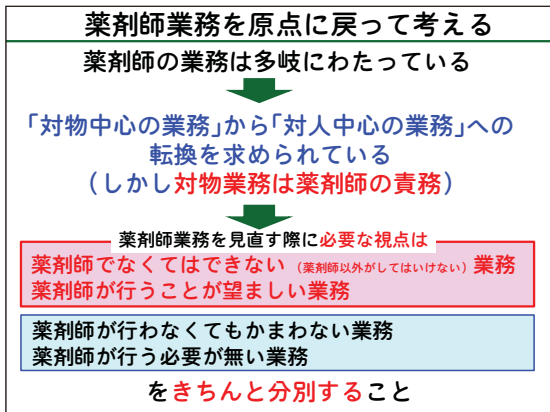 薬剤師業務を原点に戻って考える
薬剤師の業務は多岐にわたっている
「対物中心の業務」から「対人中心の業務」への
転換を求められている
（しかし対物業務は薬剤師の責務）
薬剤師業務を見直す際に必要な視点は
薬剤師でなくてはできない（薬剤師以外がしてはいけない）業務
薬剤師が行うことが望ましい業務
薬剤師が行わなくてもかまわない業務
薬剤師が行う必要が無い業務
をきちんと分別すること